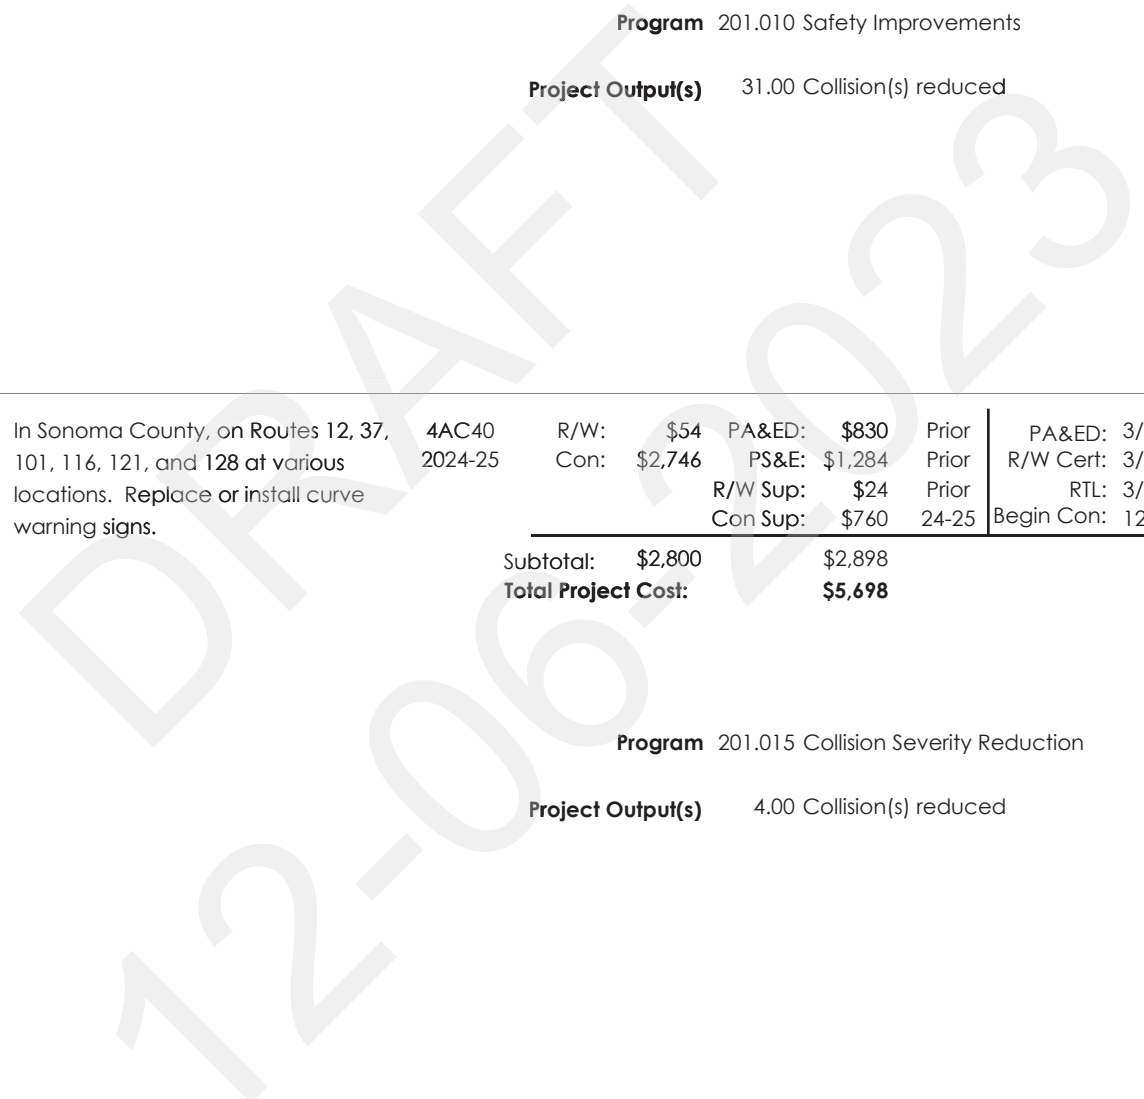 Program 201.010 Safety Improvements
Project Output(s) 31.00 Collision(s) reduced
In Sonoma County, on Routes 12, 37, 4AC40 R/W: $54 PA&ED: $830 Prior PA&ED: 3/
101, 116, 121, and 128 at various 2024-25 Con: $2,746 PS&E: $1,284 Prior R/W Cert: 3/
locations. Replace or install curve R/W Sup: $24 Prior RTL: 3/
warning signs. Con Sup: $760 24-25 Begin Con: 12
Subtotal: $2,800 $2,898
Total Project Cost: $5,698
Program 201.015 Collision Severity Reduction
Project Output(s) 4.00 Collision(s) reduced
DRAFT
12-06-2023